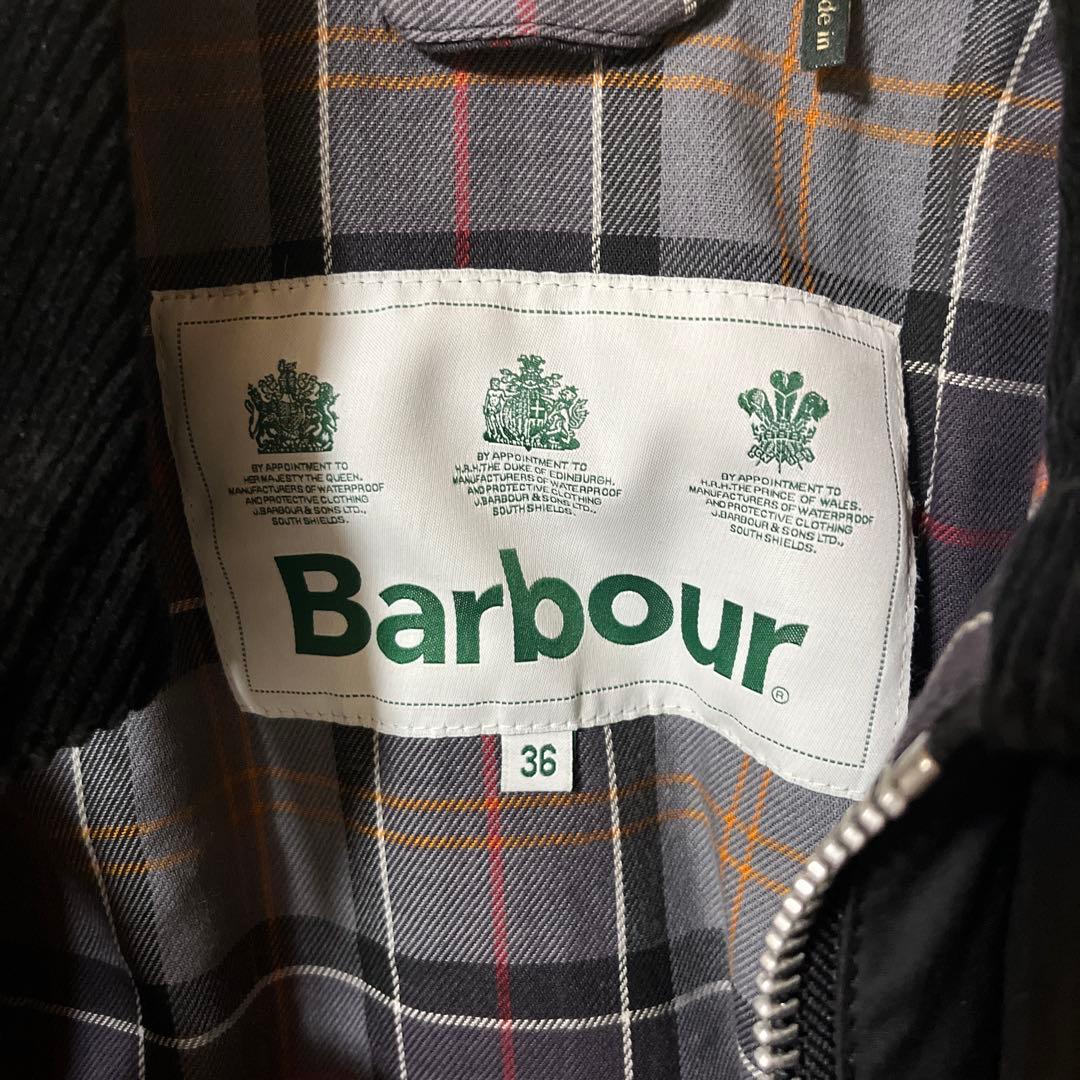 de in
BY APPOINTMENT TO
HER MAJESTY THE QUEEN.
MANUFACTURERS OF WATERPROOF
AND PROTECTIVE CLOTHING
J.BARBOUR & SONS LTD.,
SOUTH SHIELDS.
BY APPOINTMENT TO
H.R.H.THE DUKE OF EDINBURGH.
MANUFACTURERS OF WATERPROOF
AND PROTECTIVE CLOTHING
J.BARBOUR & SONS LTD.,
SOUTH SHIELDS.
BY APPOINTMENT TO
H.R.H.THE PRINCE OF WALES.
MANUFACTURERS OF WATERPROOF
AND PROTECTIVE CLOTHING
J.BARBOUR & SONS LTD.,
SOUTH SHIELDS.
Barbour®
36